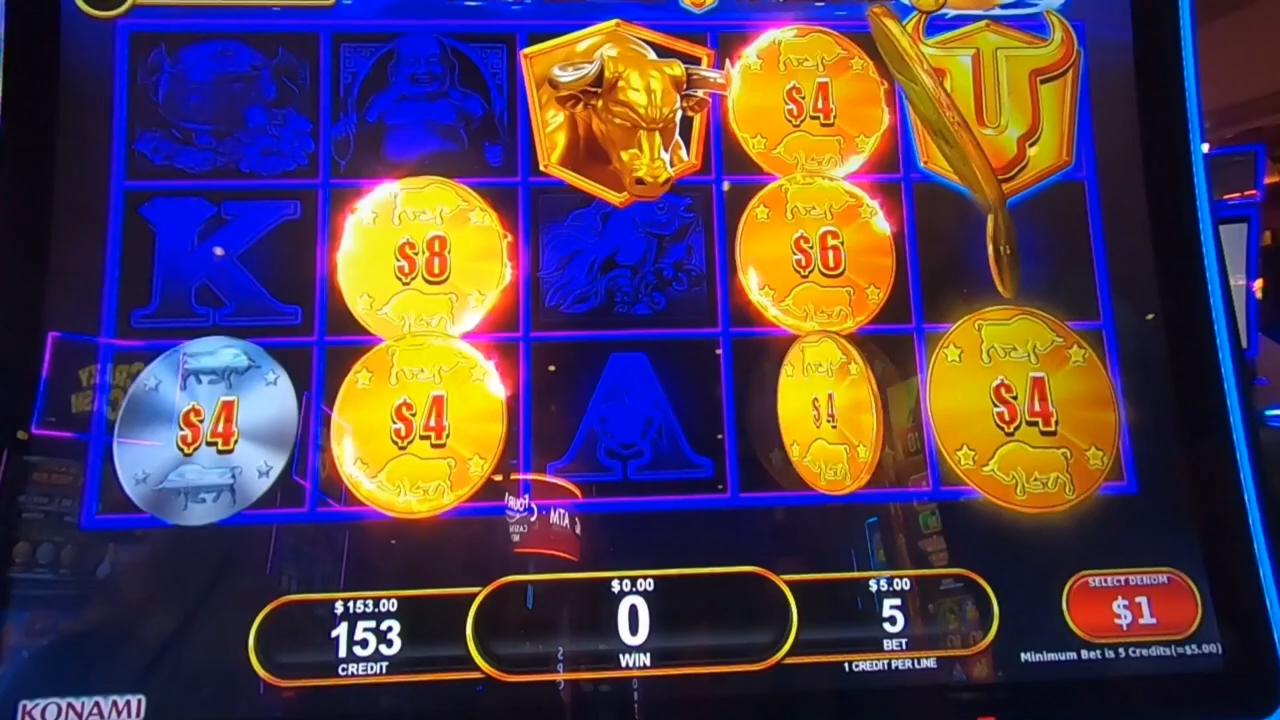 $4
K
$8
$6
$4
$4
$4
$4
A
$153.00
153
CREDIT
$0.00
0
WIN
$5.00
5
BET
1 CREDIT PER LINE
SELECT DENOM
$1
Minimum Bet is 5 Credits(=$5.00)
KONAMI